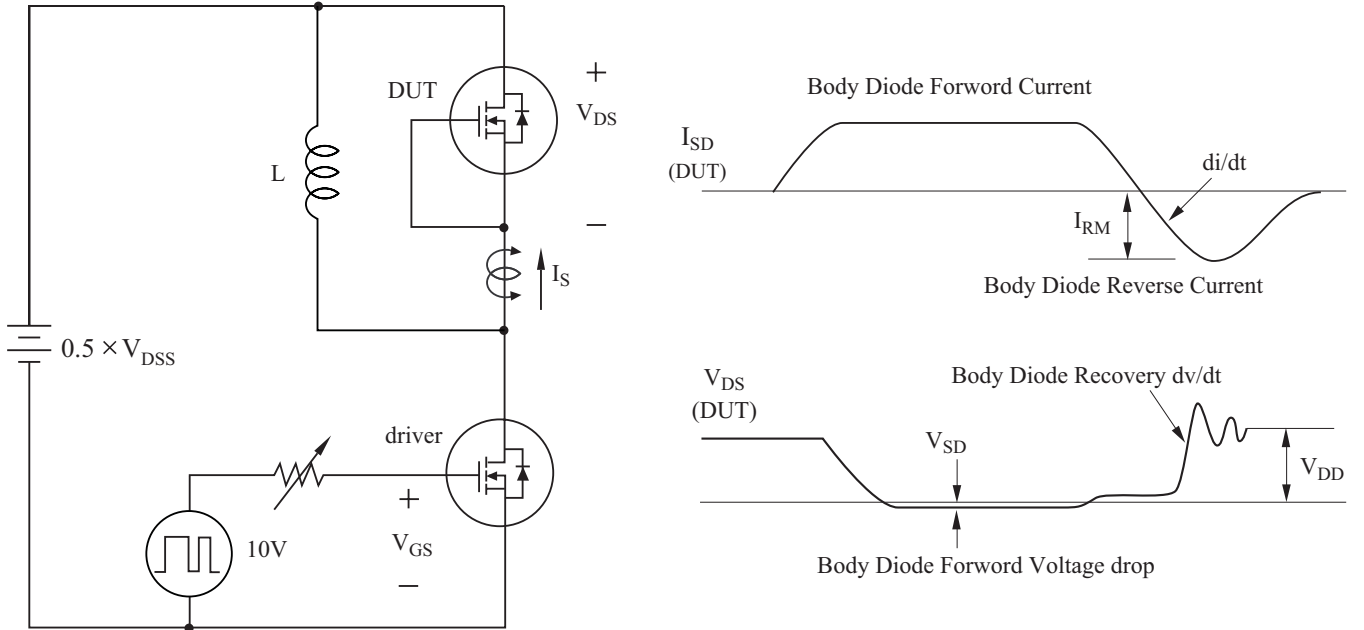 DUT
+
V_DS
−
L
I_S
0.5 × V_DSS
driver
10V
+
V_GS
−
Body Diode Forword Current
I_SD
(DUT)
di/dt
I_RM
Body Diode Reverse Current
V_DS
(DUT)
Body Diode Recovery dv/dt
V_SD
V_DD
Body Diode Forword Voltage drop